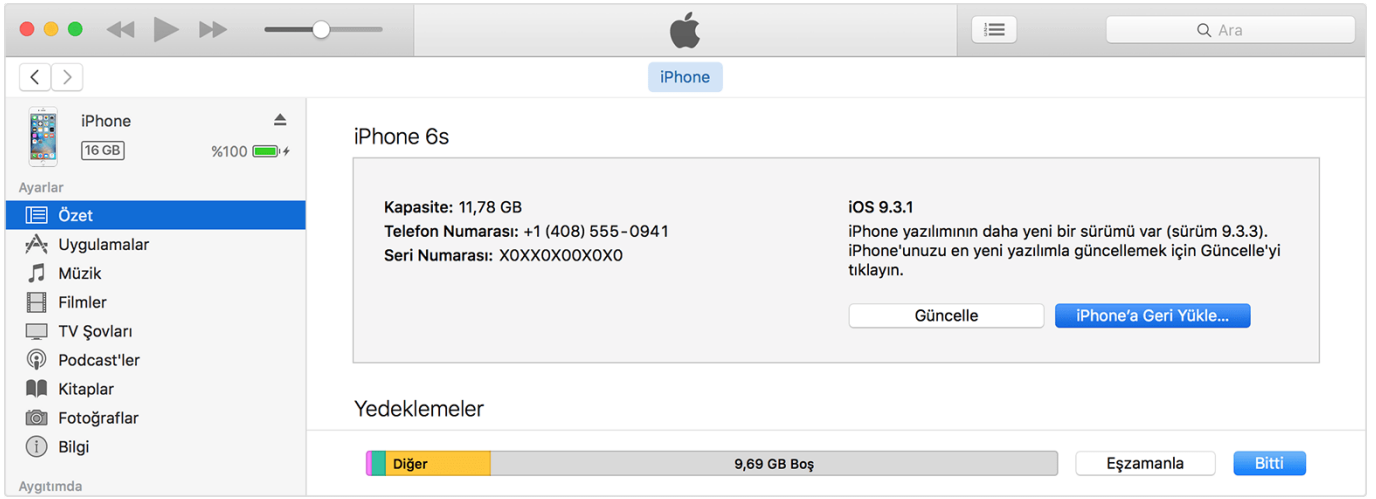 Ara
iPhone
iPhone
16 GB
%100
Ayarlar
Özet
Uygulamalar
Müzik
Filmler
TV Şovları
Podcast'ler
Kitaplar
Fotoğraflar
Bilgi
Aygıtımda
iPhone 6s
Kapasite: 11,78 GB
Telefon Numarası: +1 (408) 555-0941
Seri Numarası: X0XX0X00X0X0
iOS 9.3.1
iPhone yazılımının daha yeni bir sürümü var (sürüm 9.3.3).
iPhone'unuzu en yeni yazılımla güncellemek için Güncelle'yi
tıklayın.
Güncelle
iPhone'a Geri Yükle...
Yedeklemeler
Diğer
9,69 GB Boş
Eşzamanla
Bitti